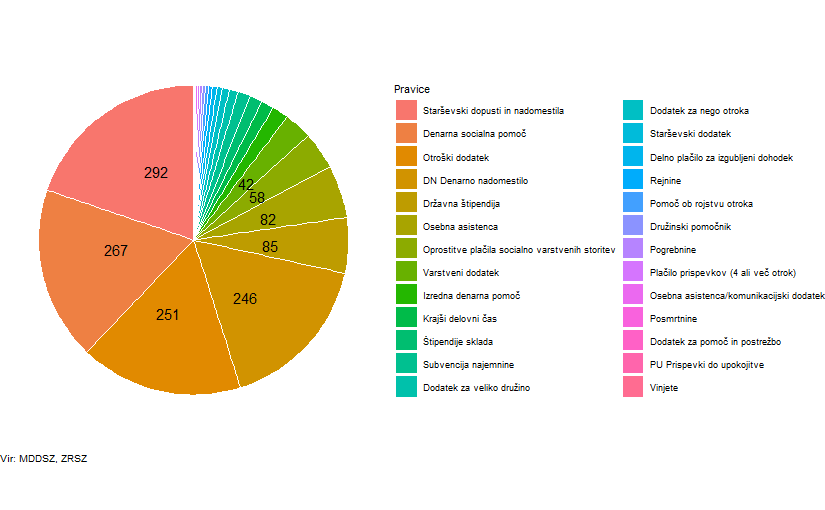 Pravice
Starševski dopusti in nadomestila
Denarna socialna pomoč
Otroški dodatek
DN Denarno nadomestilo
Državna štipendija
Osebna asistenca
Oprostitve plačila socialno varstvenih storitev
Varstveni dodatek
Izredna denarna pomoč
Krajši delovni čas
Štipendije sklada
Subvencija najemnine
Dodatek za veliko družino
Dodatek za nego otroka
Starševski dodatek
Delno plačilo za izgubljeni dohodek
Rejnine
Pomoč ob rojstvu otroka
Družinski pomočnik
Pogrebnine
Plačilo prispevkov (4 ali več otrok)
Osebna asistenca/komunikacijski dodatek
Posmrtnine
Dodatek za pomoč in postrežbo
PU Prispevki do upokojitve
Vinjete
292
267
251
246
85
82
58
42
Vir: MDDSZ, ZRSZ